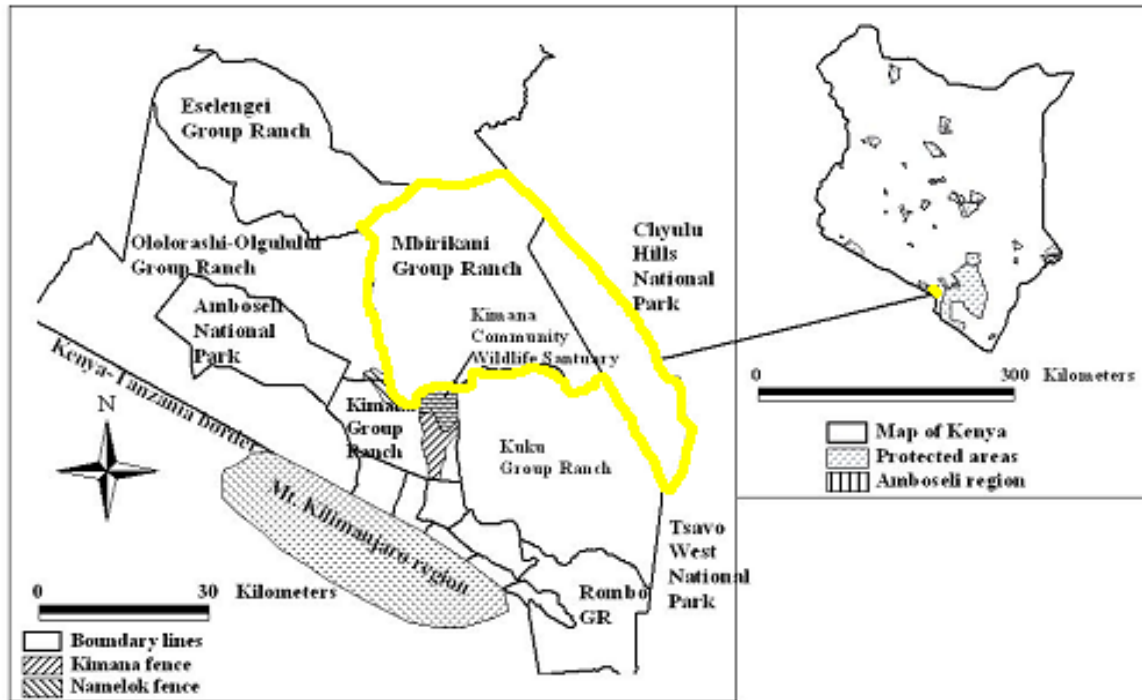 Eselengei
Group Ranch
Ololorashi-Olgululul
Group Ranch
Mbirikani
Group Ranch
Chyulu
Hills
National
Park
Amboseli
National
Park
Kimana
Community
Wildlife Santuary
Kenya-Tanzania border
N
Kimana
Group
Ranch
Kuku
Group Ranch
Mt. Kilimanjaro region
Tsavo
West
National
Park
Rombo
GR
0 30 Kilometers
Boundary lines
Kimana fence
Namelok fence
0 300 Kilometers
Map of Kenya
Protected areas
Amboseli region